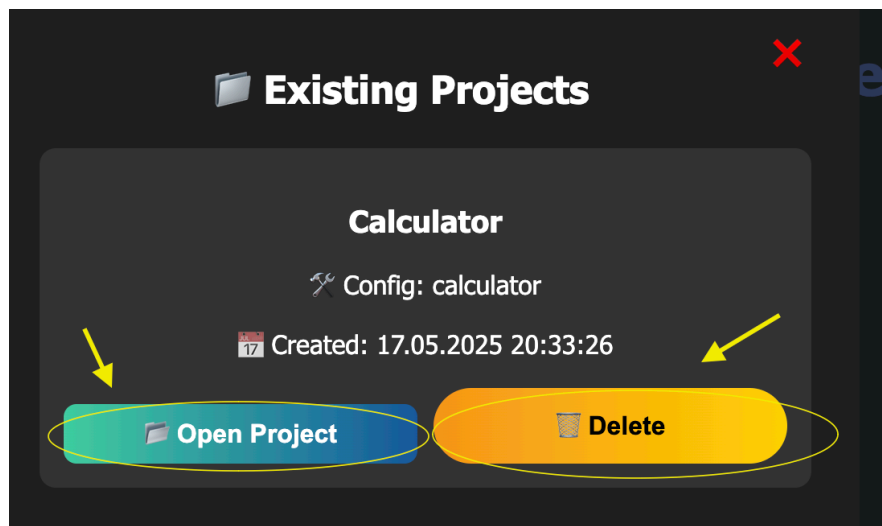 Existing Projects
Calculator
Config: calculator
Created: 17.05.2025 20:33:26
Open Project
Delete